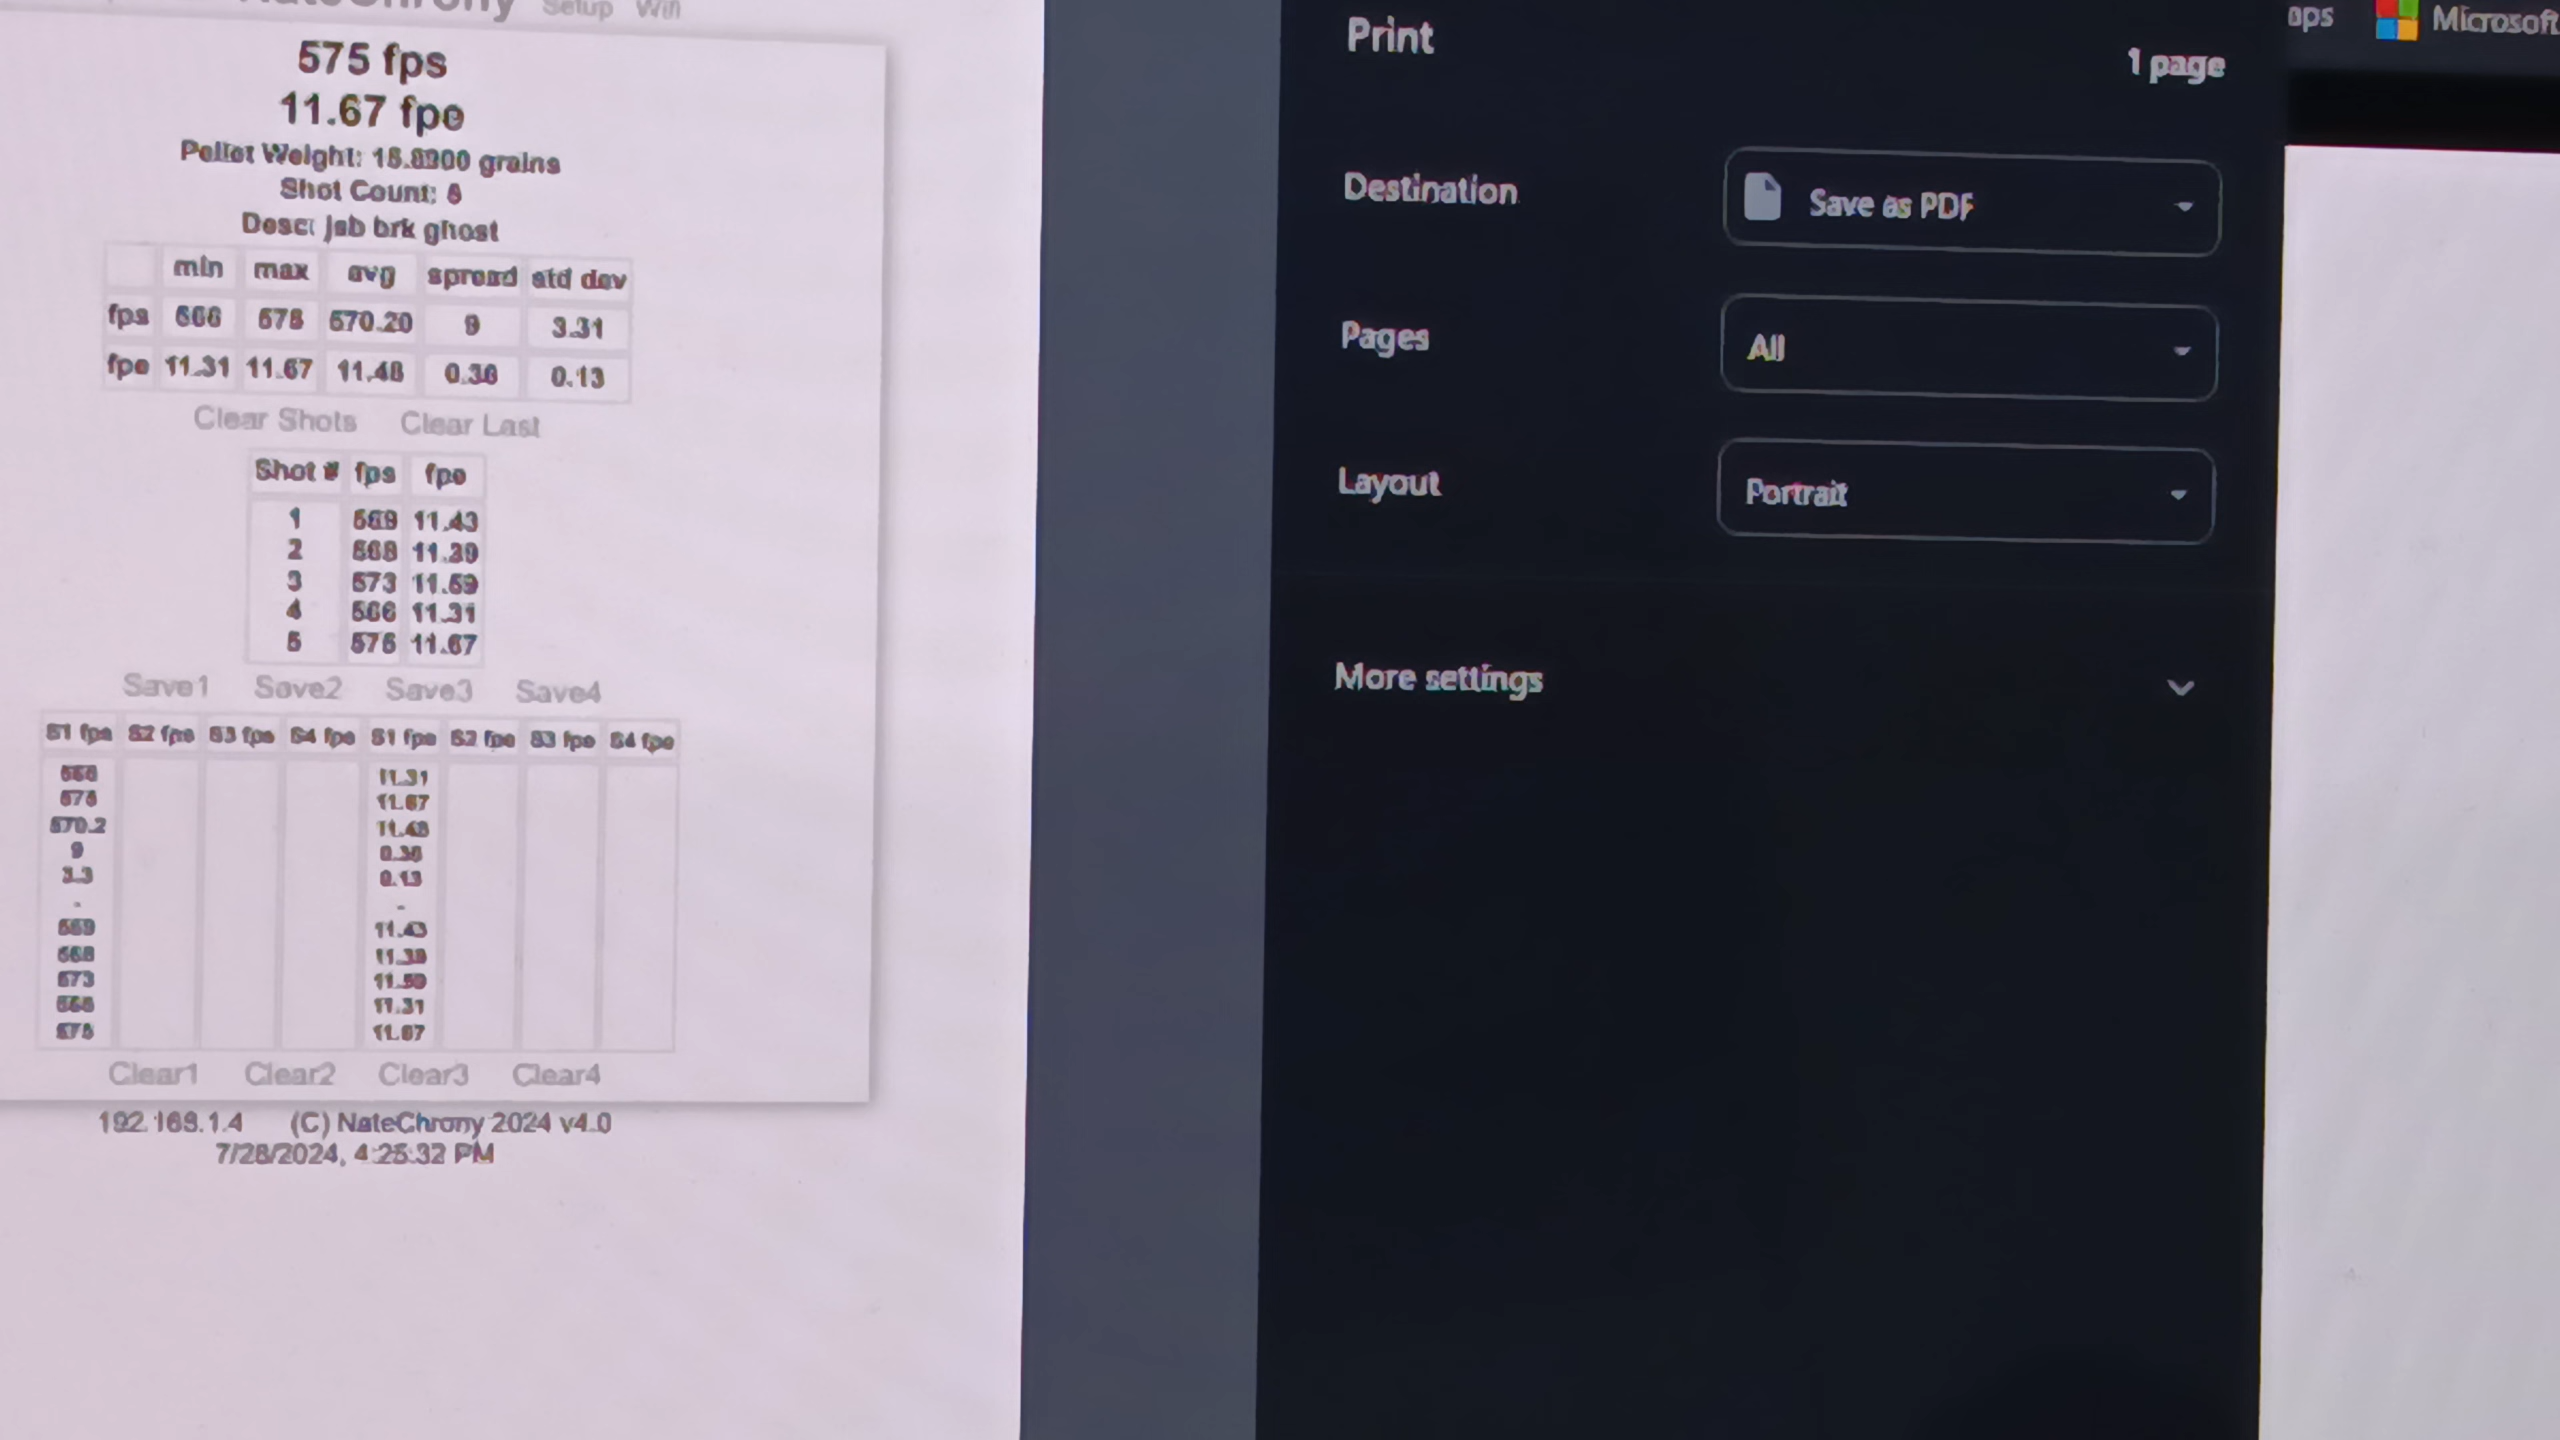 NateChrony Setup Wifi
575 fps
11.67 fpe
Pellet Weight: grains
Shot Count: 5
Desc: jsb brk ghost
min max avg spread std dev
fps 566 575 570.20 9 3.31
fpe 11.31 11.67 11.48 0.36 0.13
Clear Shots Clear Last
Shot # fps fpe
1 569 11.43
2 568 11.39
3 573 11.59
4 566 11.31
5 575 11.67
Save1 Save2 Save3 Save4
S1 fps S2 fps S3 fps S4 fps S1 fpe S2 fpe S3 fpe S4 fpe
566 11.31
575 11.67
570.2 11.48
9 0.36
3.3 0.13
- -
569 11.43
568 11.39
573 11.59
566 11.31
575 11.67
Clear1 Clear2 Clear3 Clear4
192.168.1.4 (C) NateChrony 2024 v4.0
7/28/2024, 4:25:32 PM
Print
1 page
Destination Save as PDF
Pages All
Layout Portrait
More settings
Microsoft